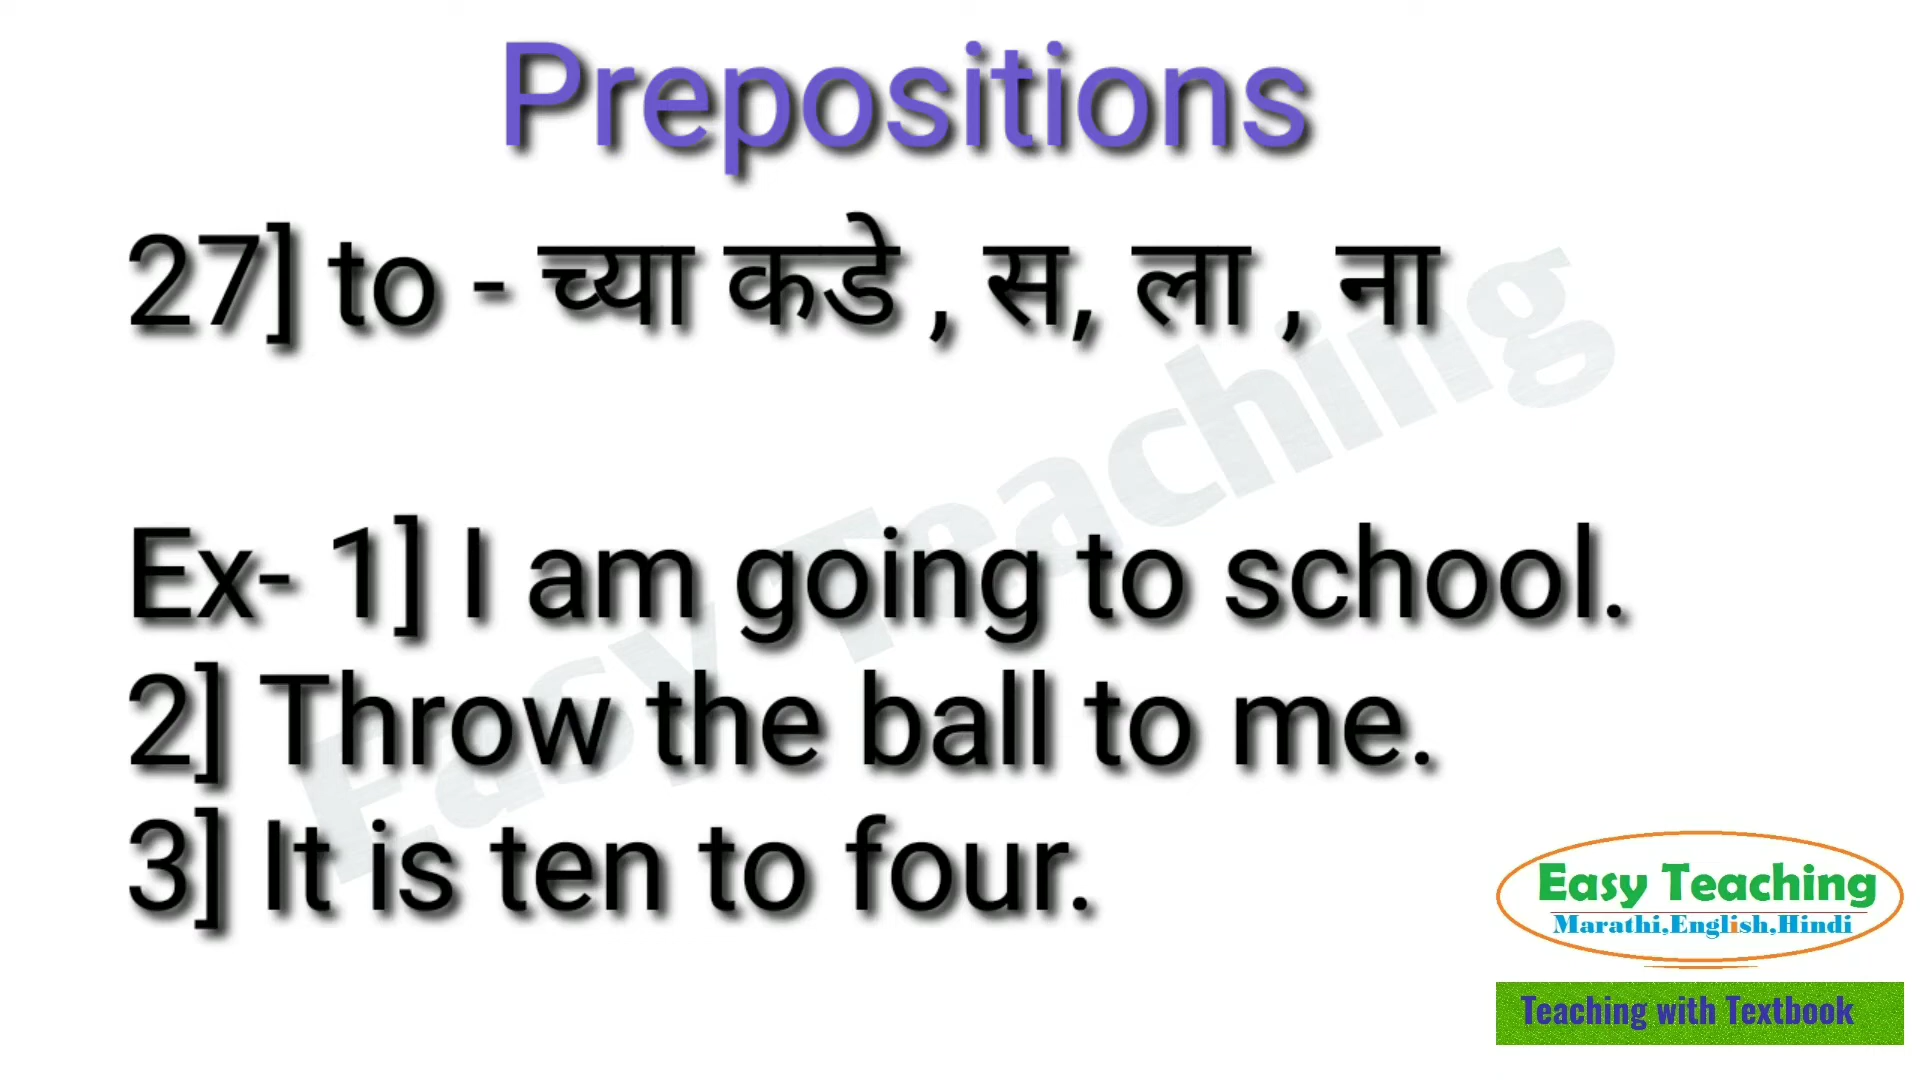 Prepositions
27] to - च्या कडे , स, ला , ना
Ex- 1] I am going to school.
2] Throw the ball to me.
3] It is ten to four.
Easy Teaching
Easy Teaching
Marathi,English,Hindi
Teaching with Textbook